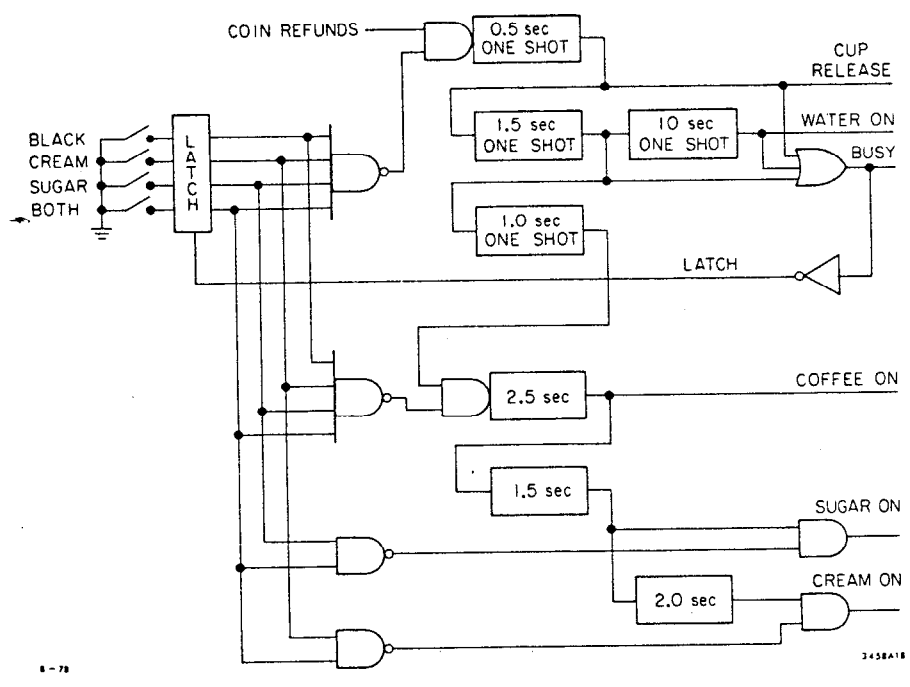 COIN REFUNDS
0.5 sec
ONE SHOT
CUP
RELEASE
1.5 sec
ONE SHOT
10 sec
ONE SHOT
WATER ON
BUSY
BLACK
CREAM
SUGAR
BOTH
LATCH
1.0 sec
ONE SHOT
LATCH
2.5 sec
COFFEE ON
1.5 sec
SUGAR ON
2.0 sec
CREAM ON
8-78
3458A18